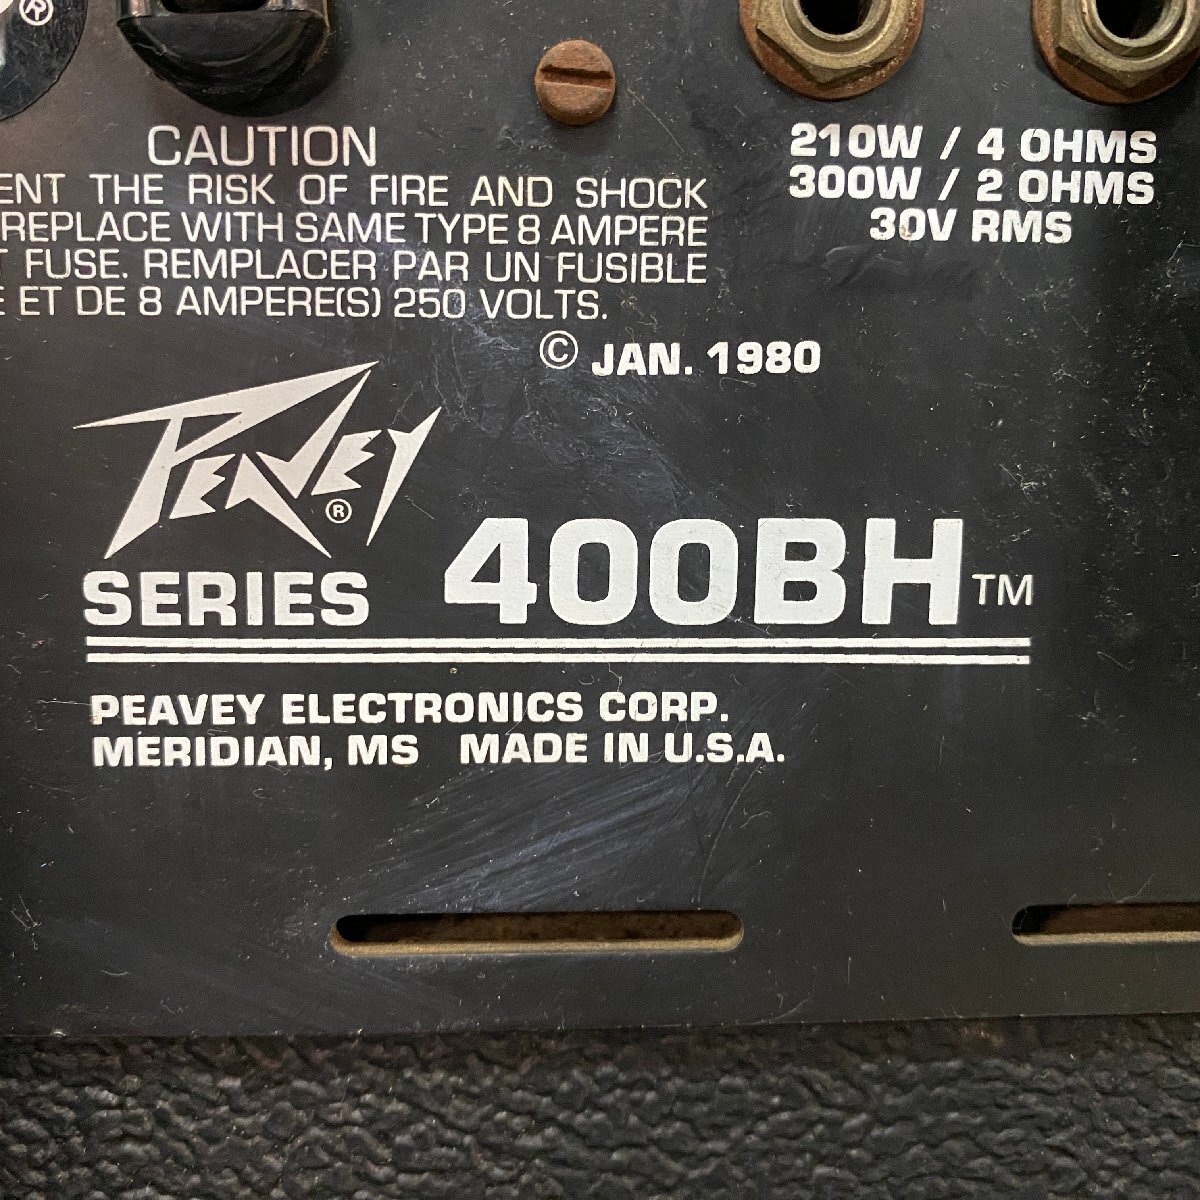 ®
CAUTION
ENT THE RISK OF FIRE AND SHOCK
REPLACE WITH SAME TYPE 8 AMPERE
T FUSE. REMPLACER PAR UN FUSIBLE
E ET DE 8 AMPERE(S) 250 VOLTS.
210W / 4 OHMS
300W / 2 OHMS
30V RMS
© JAN. 1980
PEAVEY®
SERIES 400BH™
PEAVEY ELECTRONICS CORP.
MERIDIAN, MS MADE IN U.S.A.